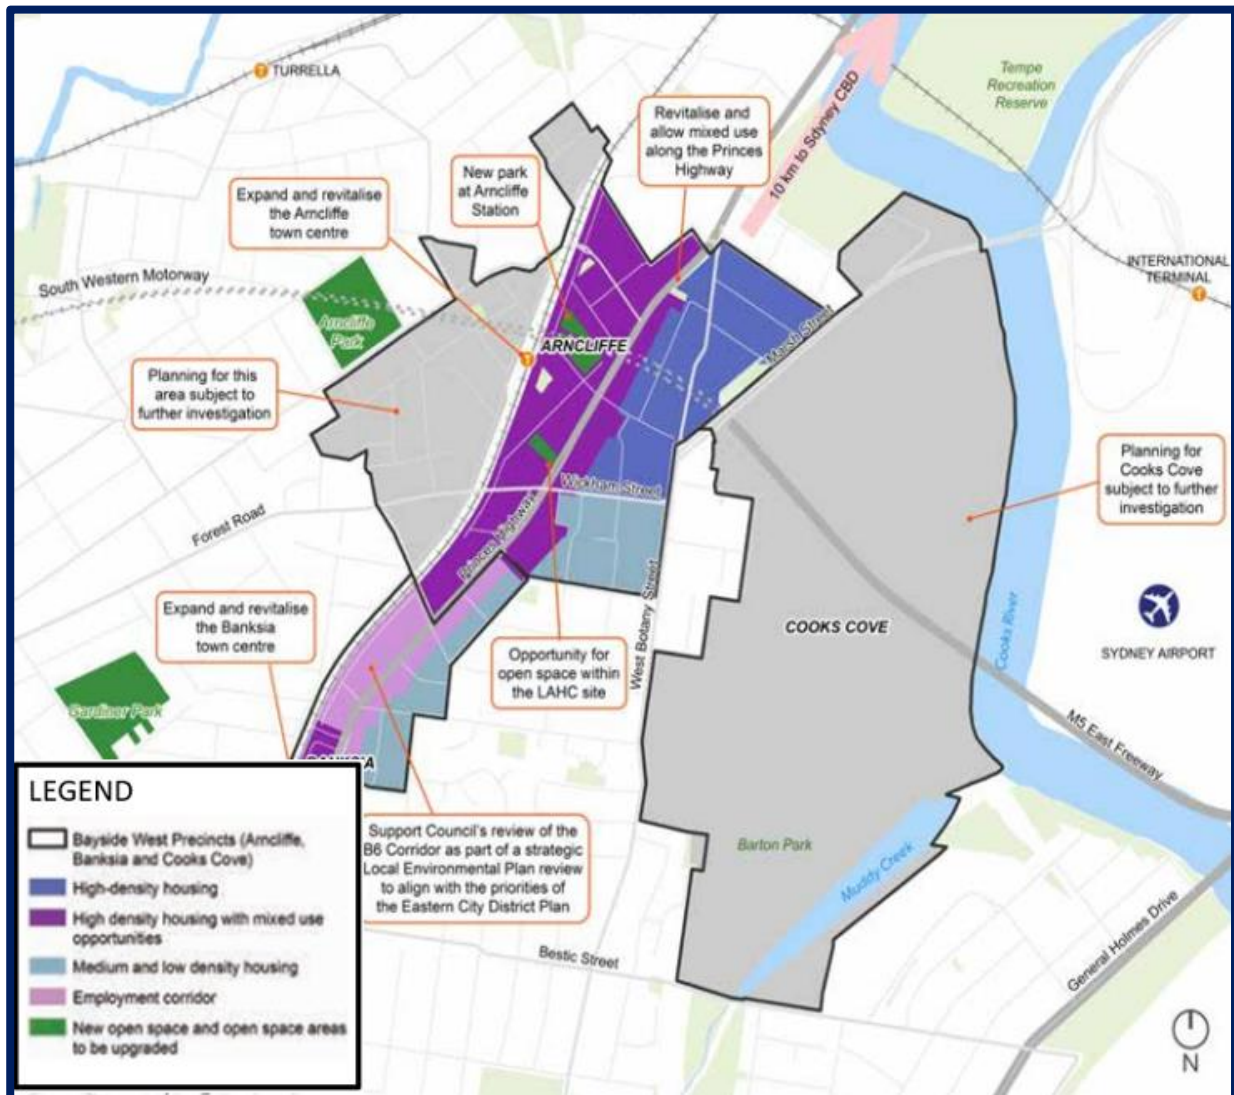 TURRELLA
Tempe
Recreation
Reserve
10 km to Sdyney CBD
Revitalise and
allow mixed use
along the Princes
Highway
New park
at Arncliffe
Station
Expand and revitalise
the Arncliffe
town centre
INTERNATIONAL
TERMINAL
South Western Motorway
Arncliffe
Park
ARNCLIFFE
Marsh Street
Planning for this
area subject to
further investigation
Planning for
Cooks Cove
subject to further
investigation
Wickham Street
Forest Road
Princes Highway
West Botany Street
Expand and revitalise
the Banksia
town centre
COOKS COVE
Cooks River
SYDNEY AIRPORT
Opportunity for
open space within
the LAHC site
Gardiner Park
M5 East Freeway
LEGEND
Bayside West Precincts (Arncliffe,
Banksia and Cooks Cove)
High-density housing
High density housing with mixed use
opportunities
Medium and low density housing
Employment corridor
New open space and open space areas
to be upgraded
Support Council's review of the
B6 Corridor as part of a strategic
Local Environmental Plan review
to align with the priorities of
the Eastern City District Plan
Barton Park
Muddy Creek
Bestic Street
General Holmes Drive
N